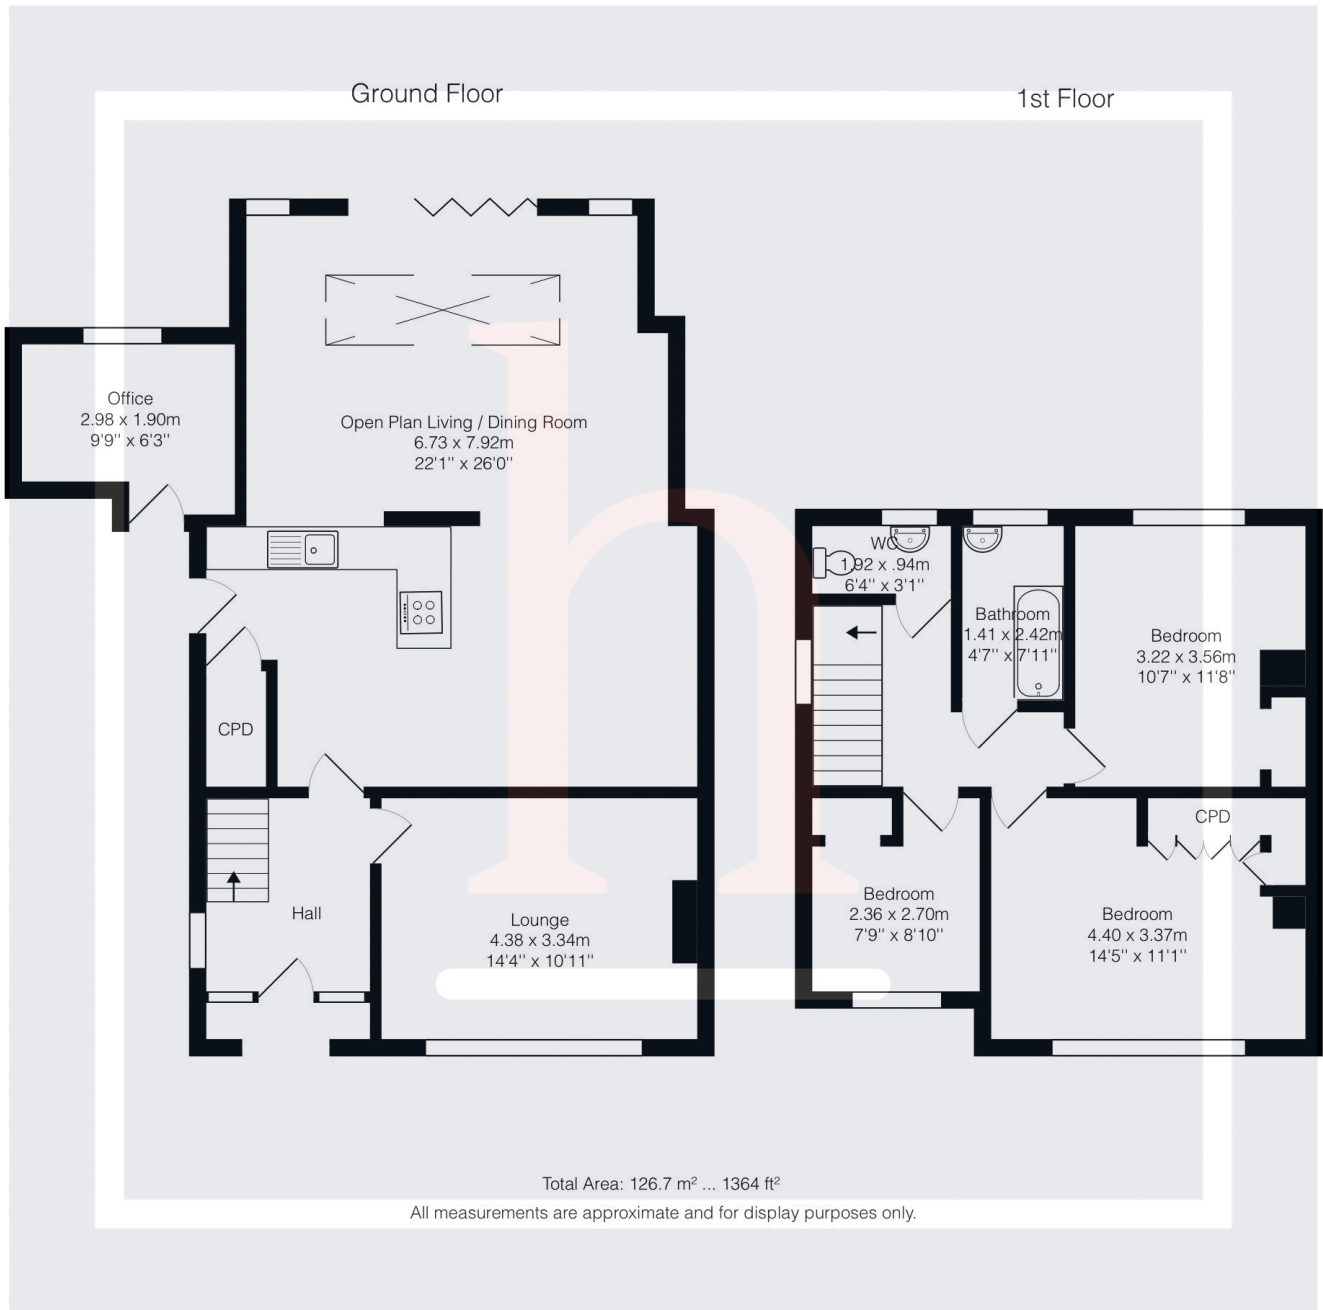 Ground Floor
1st Floor
Office
2.98 x 1.90m
9'9" x 6'3"
Open Plan Living / Dining Room
6.73 x 7.92m
22'1" x 26'0"
CPD
Hall
Lounge
4.38 x 3.34m
14'4" x 10'11"
WC
1.92 x .94m
6'4" x 3'1"
Bathroom
1.41 x 2.42m
4'7" x 7'11"
Bedroom
3.22 x 3.56m
10'7" x 11'8"
CPD
Bedroom
2.36 x 2.70m
7'9" x 8'10"
Bedroom
4.40 x 3.37m
14'5" x 11'1"
h
Total Area: 126.7 m² ... 1364 ft²
All measurements are approximate and for display purposes only.